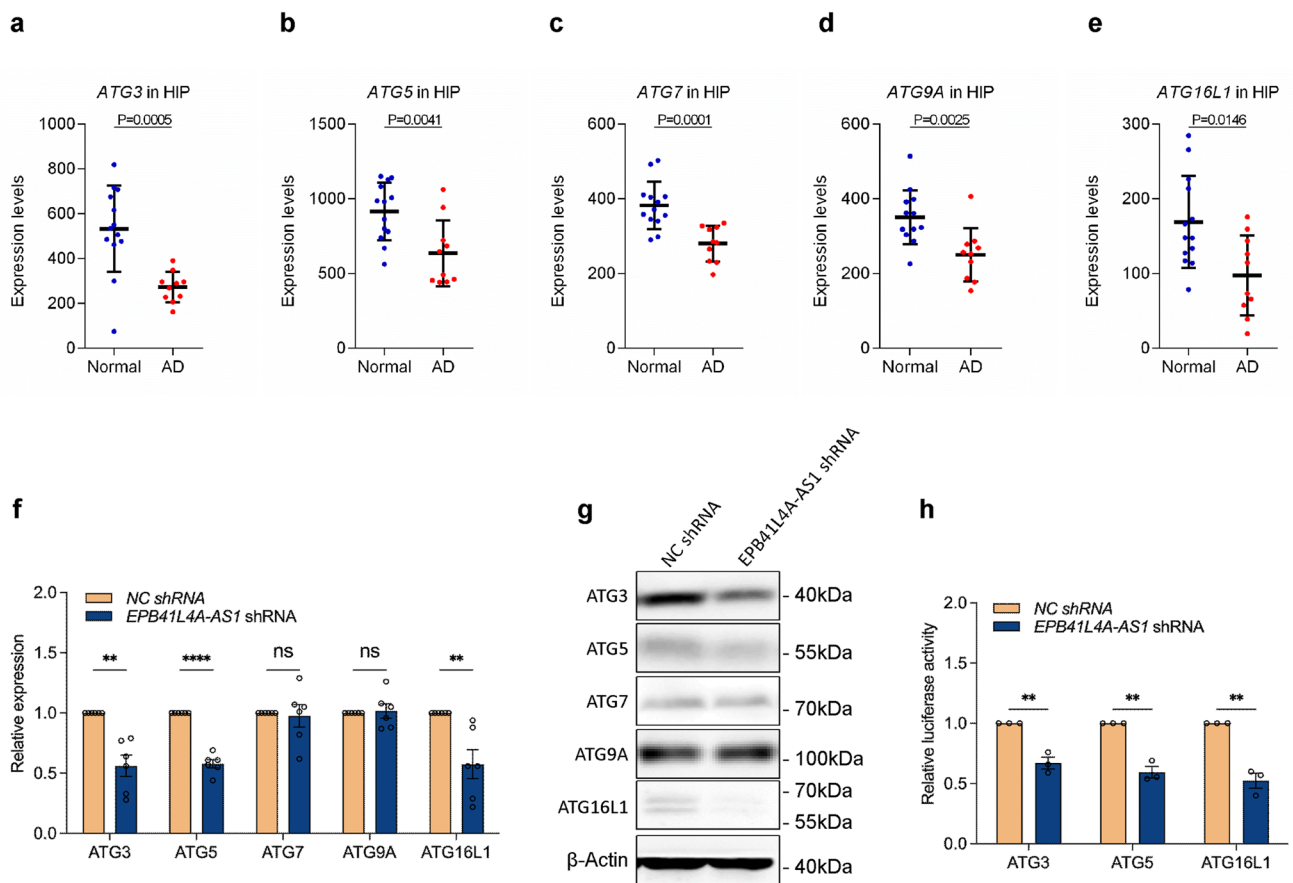 a
b
c
d
e
ATG3 in HIP
ATG5 in HIP
ATG7 in HIP
ATG9A in HIP
ATG16L1 in HIP
P=0.0005
P=0.0041
P=0.0001
P=0.0025
P=0.0146
Expression levels
1000
800
600
400
200
0
Normal AD
Expression levels
1500
1000
500
0
Normal AD
Expression levels
600
400
200
0
Normal AD
Expression levels
600
400
200
0
Normal AD
Expression levels
300
200
100
0
Normal AD
f
NC shRNA
EPB41L4A-AS1 shRNA
Relative expression
2.0
1.5
1.0
0.5
0.0
** **** ns ns **
ATG3 ATG5 ATG7 ATG9A ATG16L1
g
NC shRNA
EPB41L4A-AS1 shRNA
ATG3 - 40kDa
ATG5 - 55kDa
ATG7 - 70kDa
ATG9A - 100kDa
ATG16L1 - 70kDa
- 55kDa
β-Actin - 40kDa
h
NC shRNA
EPB41L4A-AS1 shRNA
Relative luciferase activity
2.0
1.5
1.0
0.5
0.0
** ** **
ATG3 ATG5 ATG16L1